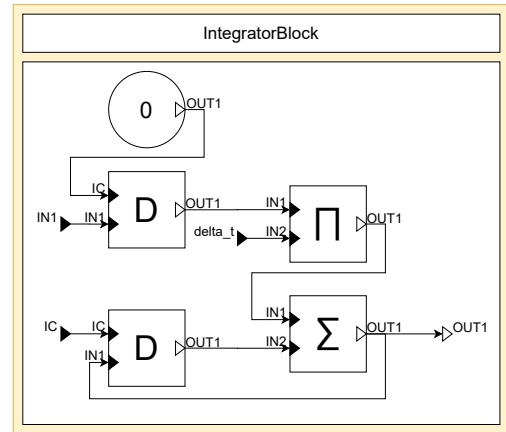 IntegratorBlock
0
OUT1
IC
IN1
IN1
D
OUT1
IN1
delta_t
IN2
∏
OUT1
IC
IC
IN1
D
OUT1
IN1
IN2
Σ
OUT1
OUT1